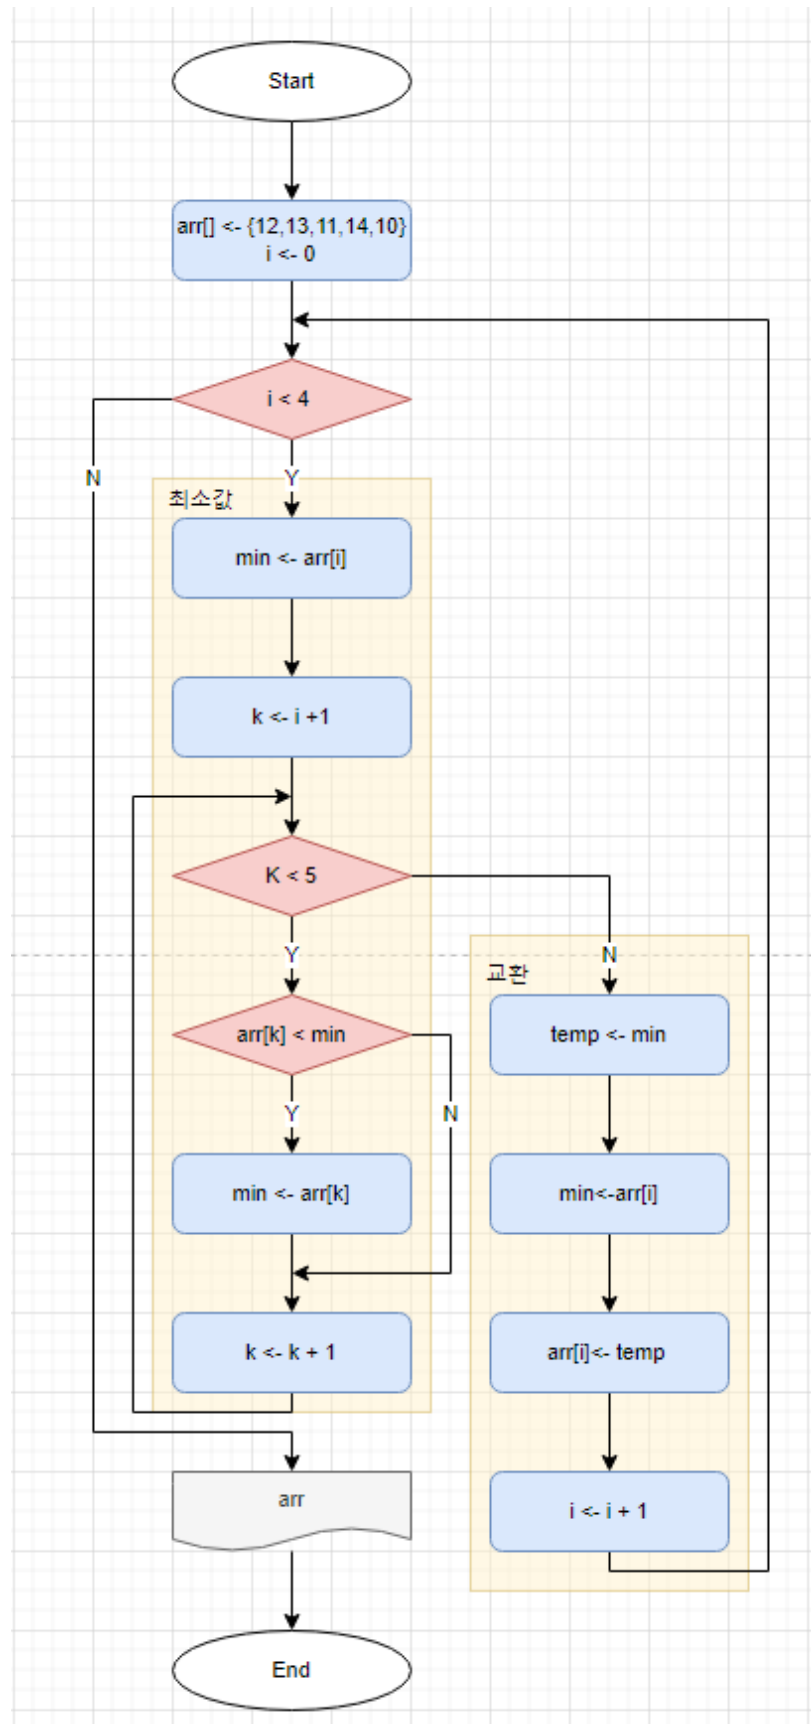 Start
arr[] <- {12,13,11,14,10}
i <- 0
i < 4
N
Y
최소값
min <- arr[i]
k <- i +1
K < 5
Y
N
교환
arr[k] < min
temp <- min
Y
N
min <- arr[k]
min<-arr[i]
k <- k + 1
arr[i]<- temp
arr
i <- i + 1
End